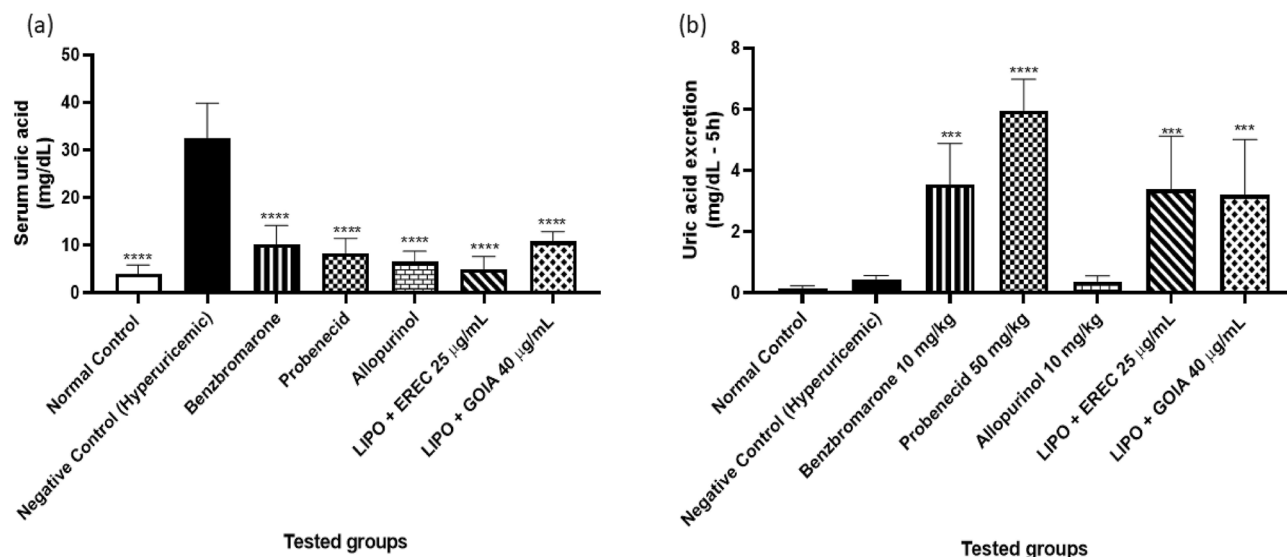 (a)
Serum uric acid
(mg/dL)
50
40
30
20
10
0
****
****
****
****
****
****
Normal Control
Negative Control (Hyperuricemic)
Benzbromarone
Probenecid
Allopurinol
LIPO + EREC 25 µg/mL
LIPO + GOIA 40 µg/mL
Tested groups
(b)
Uric acid excretion
(mg/dL - 5h)
8
6
4
2
0
***
****
***
***
Normal Control
Negative Control (Hyperuricemic)
Benzbromarone 10 mg/kg
Probenecid 50 mg/kg
Allopurinol 10 mg/kg
LIPO + EREC 25 µg/mL
LIPO + GOIA 40 µg/mL
Tested groups